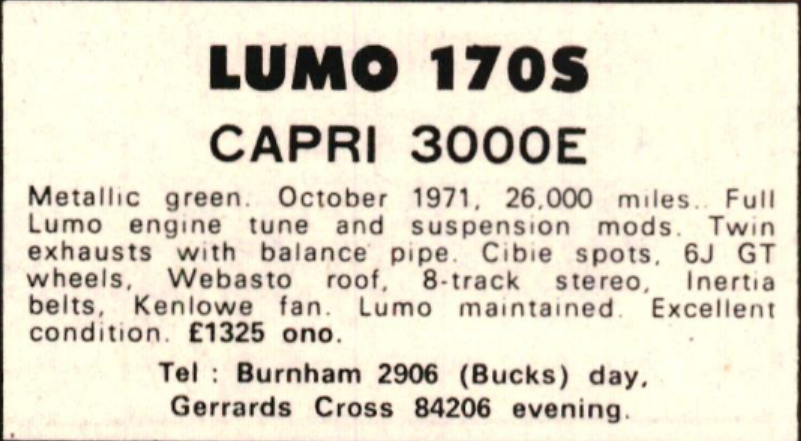 LUMO 170S
CAPRI 3000E
Metallic green. October 1971, 26,000 miles. Full
Lumo engine tune and suspension mods. Twin
exhausts with balance pipe. Cibie spots, 6J GT
wheels, Webasto roof, 8-track stereo, Inertia
belts, Kenlowe fan. Lumo maintained. Excellent
condition. £1325 ono.
Tel : Burnham 2906 (Bucks) day,
Gerrards Cross 84206 evening.